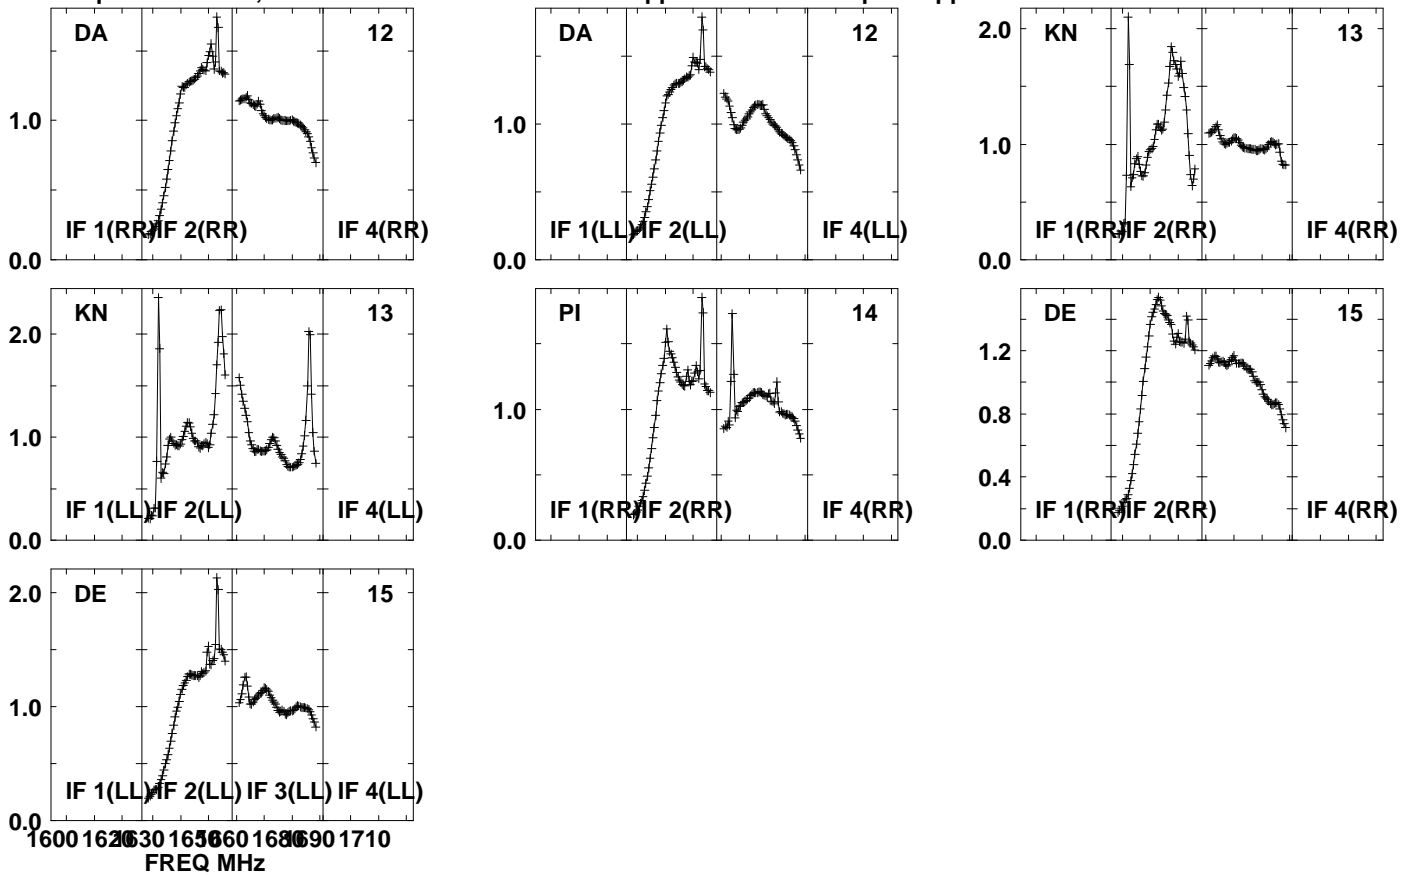 DA 12
1.0
IF 1(RR) IF 2(RR) IF 4(RR)
0.0
DA 12
1.0
IF 1(LL) IF 2(LL) IF 4(LL)
0.0
KN 13
2.0
1.0
IF 1(RR) IF 2(RR) IF 4(RR)
0.0
KN 13
2.0
1.0
IF 1(LL) IF 2(LL) IF 4(LL)
0.0
PI 14
1.0
IF 1(RR) IF 2(RR) IF 4(RR)
0.0
DE 15
1.2
0.8
0.4
IF 1(RR) IF 2(RR) IF 4(RR)
0.0
DE 15
2.0
1.0
IF 1(LL) IF 2(LL) IF 3(LL) IF 4(LL)
0.0
1600 1620 1630 1650 1660 1680 1690 1710
FREQ MHz